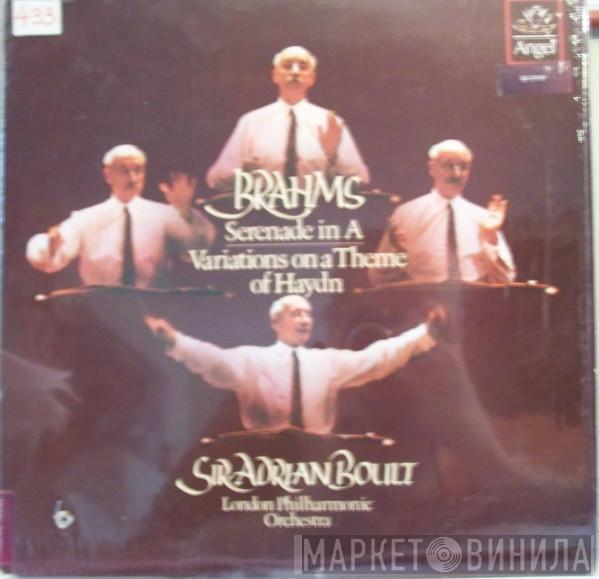 433
Angel
BRAHMS
Serenade in A
Variations on a Theme
of Haydn
SIR ADRIAN BOULT
London Philharmonic
Orchestra
МАРКЕТ ВИНИЛА